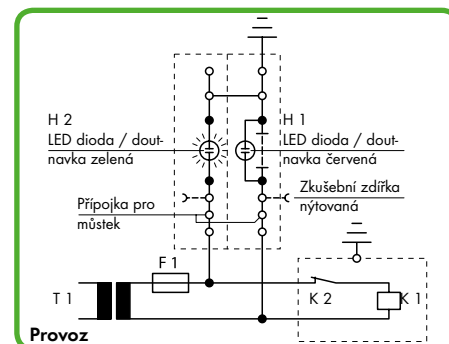 H 2
LED dioda / dout-
navka zelená
H 1
LED dioda / dout-
navka červená
Přípojka pro
můstek
Zkušební zdířka
nýtovaná
F 1
T 1
K 2
K 1
Provoz